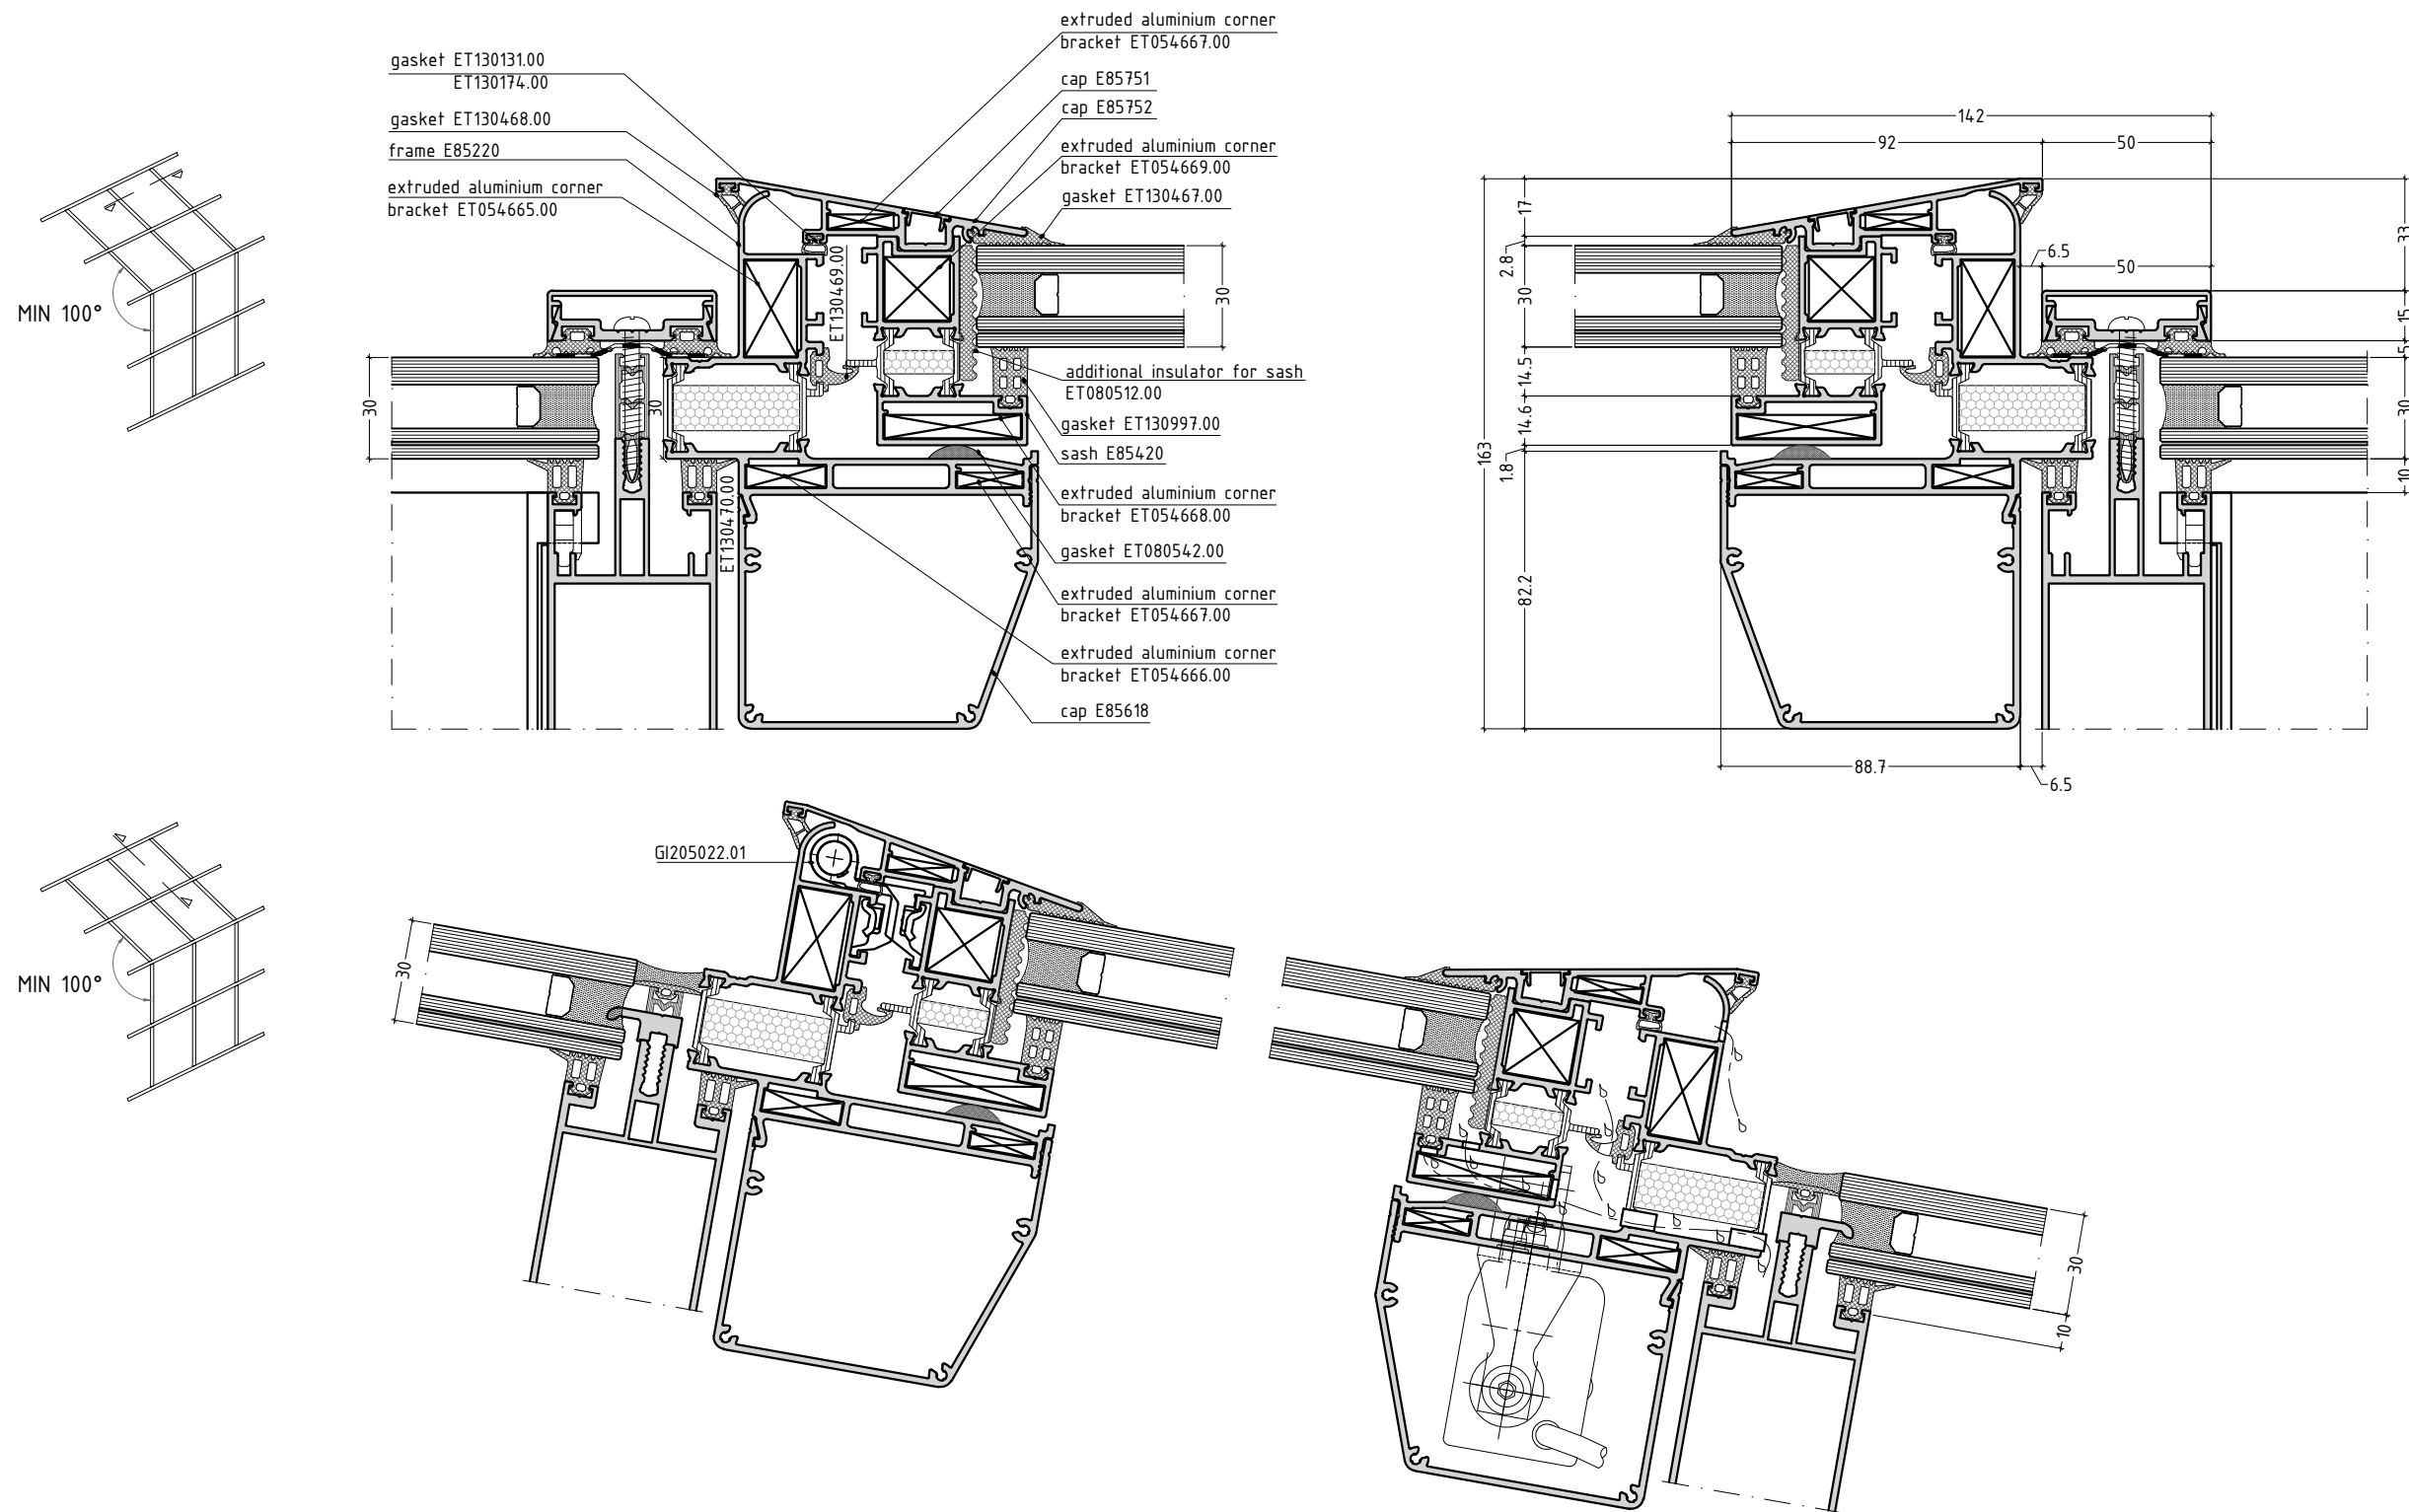 gasket ET130131.00
ET130174.00
gasket ET130468.00
frame E85220
extruded aluminium corner
bracket ET054665.00
MIN 100°
extruded aluminium corner
bracket ET054667.00
cap E85751
cap E85752
extruded aluminium corner
bracket ET054669.00
gasket ET130467.00
ET130469.00
30
30
30
ET130470.00
additional insulator for sash
ET080512.00
gasket ET130997.00
sash E85420
extruded aluminium corner
bracket ET054668.00
gasket ET080542.00
extruded aluminium corner
bracket ET054667.00
extruded aluminium corner
bracket ET054666.00
cap E85618
142
92
50
17
2.8
30
14.5
14.6
1.8
163
82.2
6.5
50
33
15
5
30
10
88.7
6.5
MIN 100°
GI205022.01
30
30
10